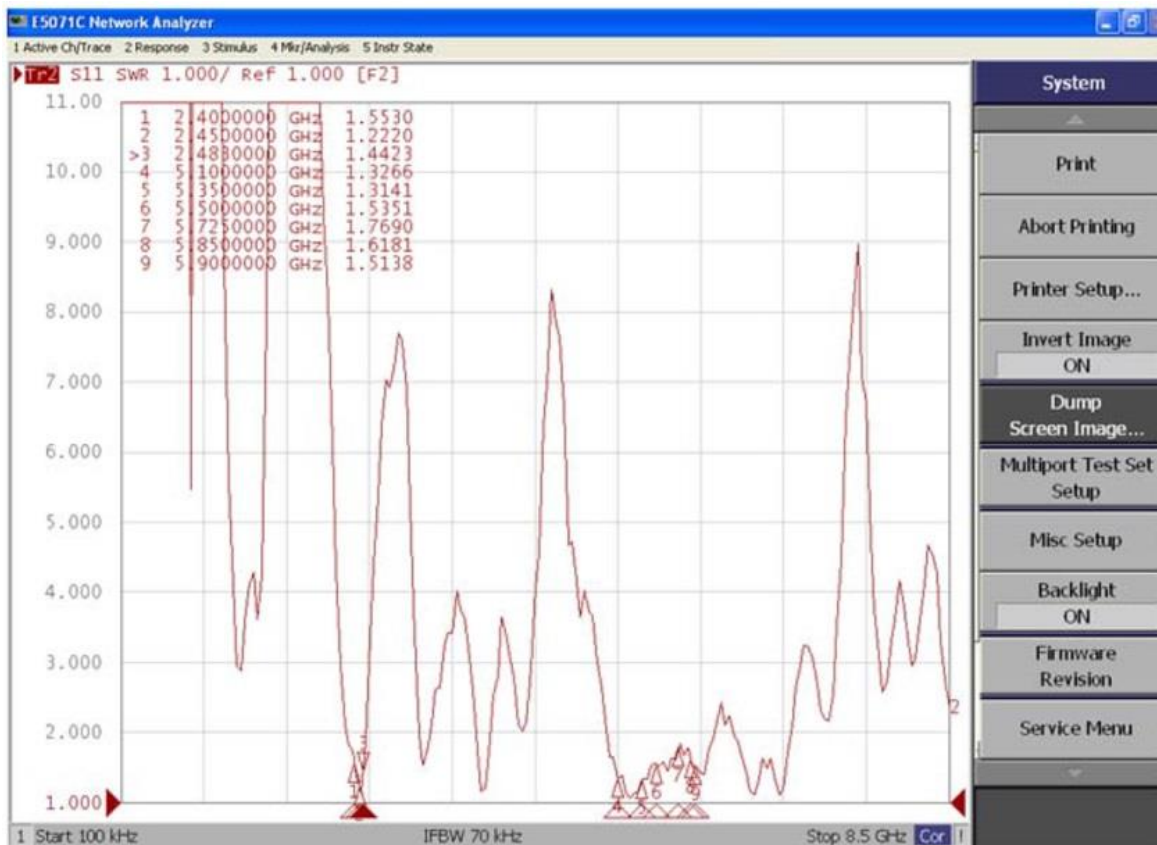 E5071C Network Analyzer
1 Active Ch/Trace 2 Response 3 Stimulus 4 Mkr/Analysis 5 Instr State
Tr2 S11 SWR 1.000/ Ref 1.000 [F2]
11.00
10.00
9.000
8.000
7.000
6.000
5.000
4.000
3.000
2.000
1.000
1 2.4000000 GHz 1.5530
2 2.4500000 GHz 1.2220
>3 2.4830000 GHz 1.4423
4 5.1000000 GHz 1.3266
5 5.3500000 GHz 1.3141
6 5.5000000 GHz 1.5351
7 5.7250000 GHz 1.7690
8 5.8500000 GHz 1.6181
9 5.9000000 GHz 1.5138
2
1
4
5
6
7
9
1 Start 100 kHz
IFBW 70 kHz
Stop 8.5 GHz Cor !
System
Print
Abort Printing
Printer Setup...
Invert Image
ON
Dump
Screen Image...
Multiport Test Set
Setup
Misc Setup
Backlight
ON
Firmware
Revision
Service Menu